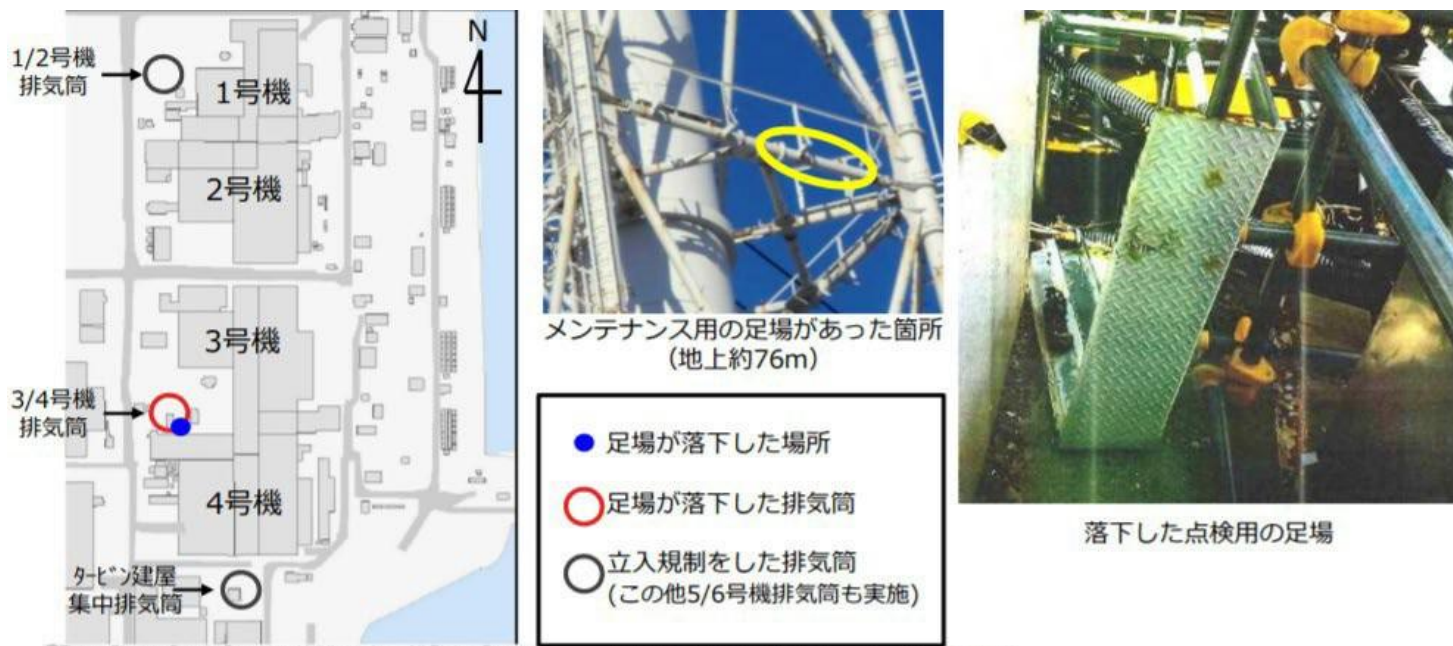 1/2号機
排気筒
1号機
2号機
3号機
3/4号機
排気筒
4号機
ﾀｰﾋﾞﾝ建屋
集中排気筒
N
メンテナンス用の足場があった箇所
(地上約76m)
足場が落下した場所
足場が落下した排気筒
立入規制をした排気筒
(この他5/6号機排気筒も実施)
落下した点検用の足場